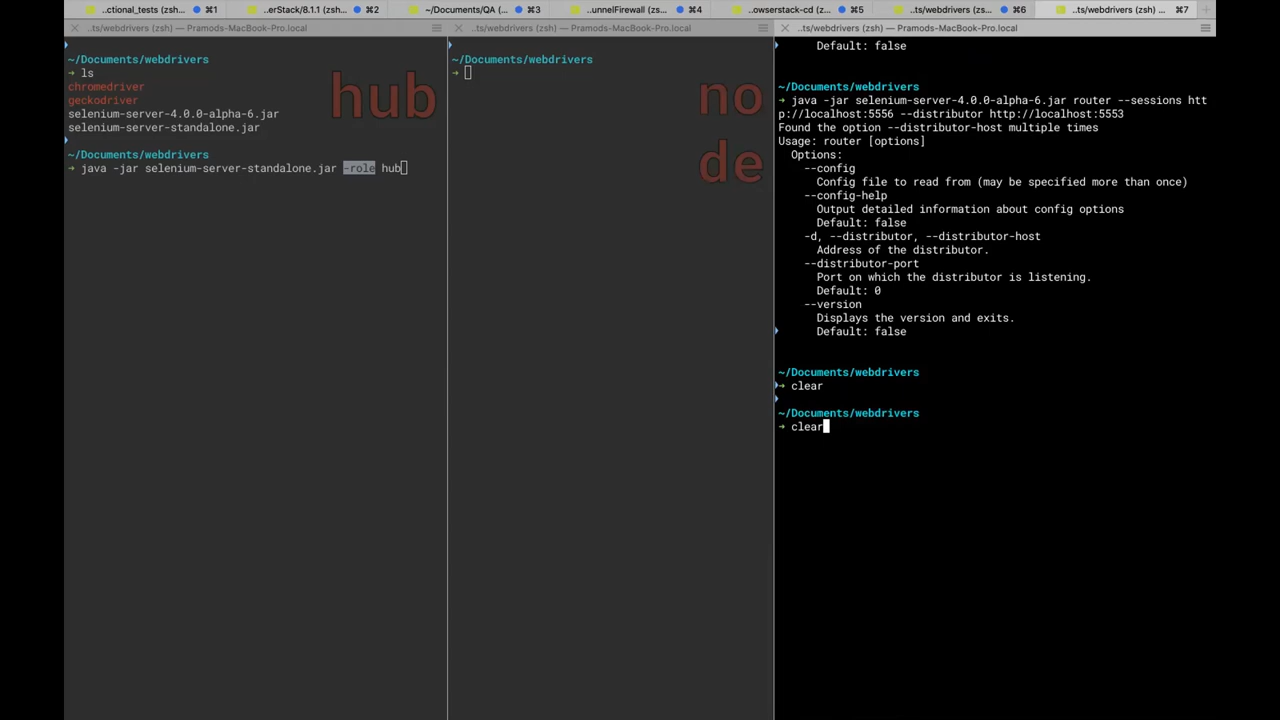 ..ctional_tests (zsh... ⌘1 ..erStack/8.1.1 (zsh... ⌘2 ~/Documents/QA (... ⌘3 ..unnelFirewall (zs... ⌘4 ..owserstack-cd (z... ⌘5 ..ts/webdrivers (zs... ⌘6 ..ts/webdrivers (zsh) ... ⌘7
..ts/webdrivers (zsh) — Pramods-MacBook-Pro.local
~/Documents/webdrivers
➜ ls
chromedriver
geckodriver
selenium-server-4.0.0-alpha-6.jar
selenium-server-standalone.jar
~/Documents/webdrivers
➜ java -jar selenium-server-standalone.jar -role hub
hub
..ts/webdrivers (zsh) — Pramods-MacBook-Pro.local
~/Documents/webdrivers
➜
no
de
..ts/webdrivers (zsh) — Pramods-MacBook-Pro.local
Default: false
~/Documents/webdrivers
➜ java -jar selenium-server-4.0.0-alpha-6.jar router --sessions htt
p://localhost:5556 --distributor http://localhost:5553
Found the option --distributor-host multiple times
Usage: router [options]
Options:
--config
Config file to read from (may be specified more than once)
--config-help
Output detailed information about config options
Default: false
-d, --distributor, --distributor-host
Address of the distributor.
--distributor-port
Port on which the distributor is listening.
Default: 0
--version
Displays the version and exits.
Default: false
~/Documents/webdrivers
➜ clear
~/Documents/webdrivers
➜ clear